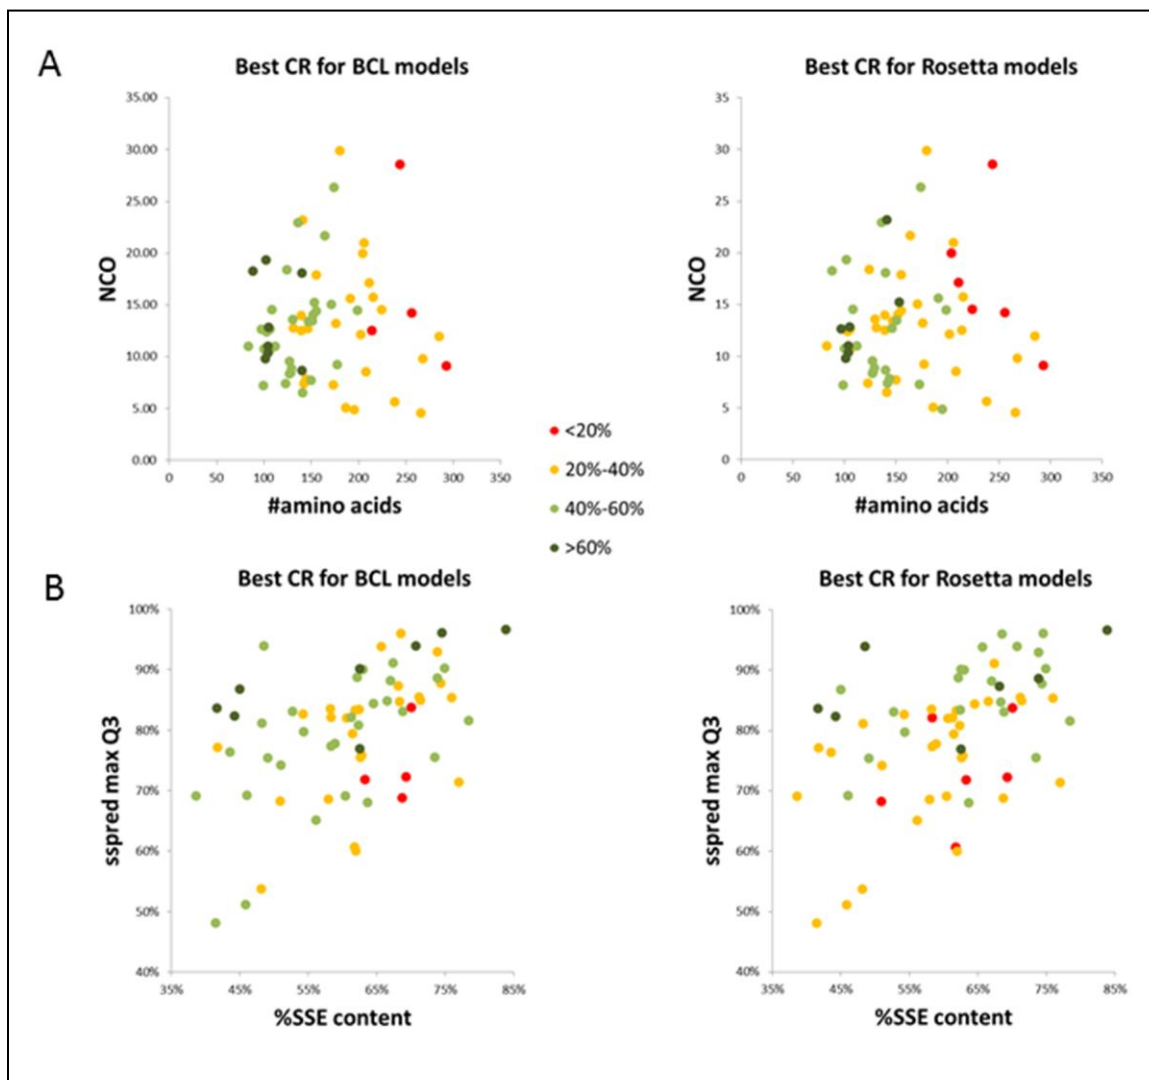 A
Best CR for BCL models
35.00
30.00
25.00
20.00
15.00
10.00
5.00
0.00
NCO
0 50 100 150 200 250 300 350
#amino acids
Best CR for Rosetta models
35
30
25
20
15
10
5
0
NCO
0 50 100 150 200 250 300 350
#amino acids
<20%
20%-40%
40%-60%
>60%
B
Best CR for BCL models
100%
90%
80%
70%
60%
50%
40%
sspred max Q3
35% 45% 55% 65% 75% 85%
%SSE content
Best CR for Rosetta models
100%
90%
80%
70%
60%
50%
40%
sspred max Q3
35% 45% 55% 65% 75% 85%
%SSE content